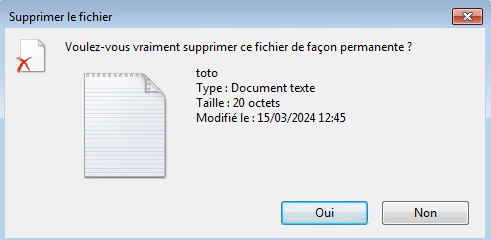 Supprimer le fichier
Voulez-vous vraiment supprimer ce fichier de façon permanente ?
toto
Type : Document texte
Taille : 20 octets
Modifié le : 15/03/2024 12:45
Oui
Non